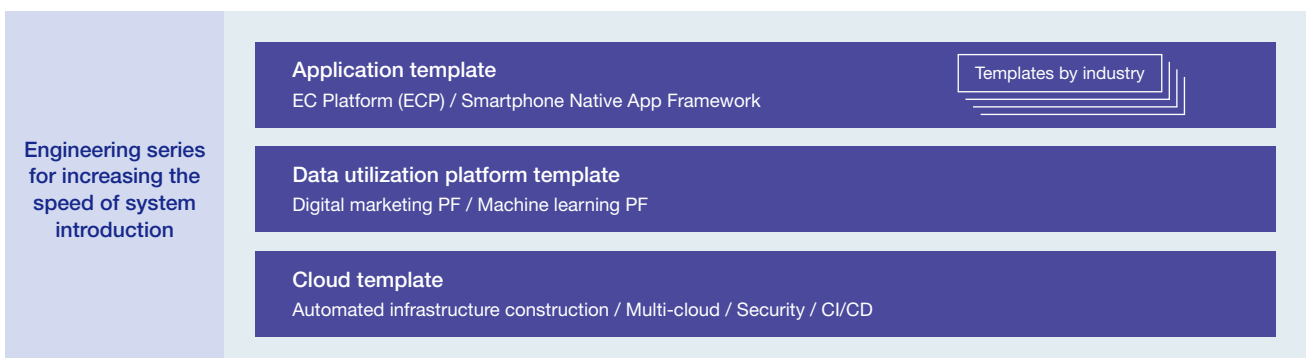 Engineering series
for increasing the
speed of system
introduction
Application template
EC Platform (ECP) / Smartphone Native App Framework
Templates by industry
Data utilization platform template
Digital marketing PF / Machine learning PF
Cloud template
Automated infrastructure construction / Multi-cloud / Security / CI/CD